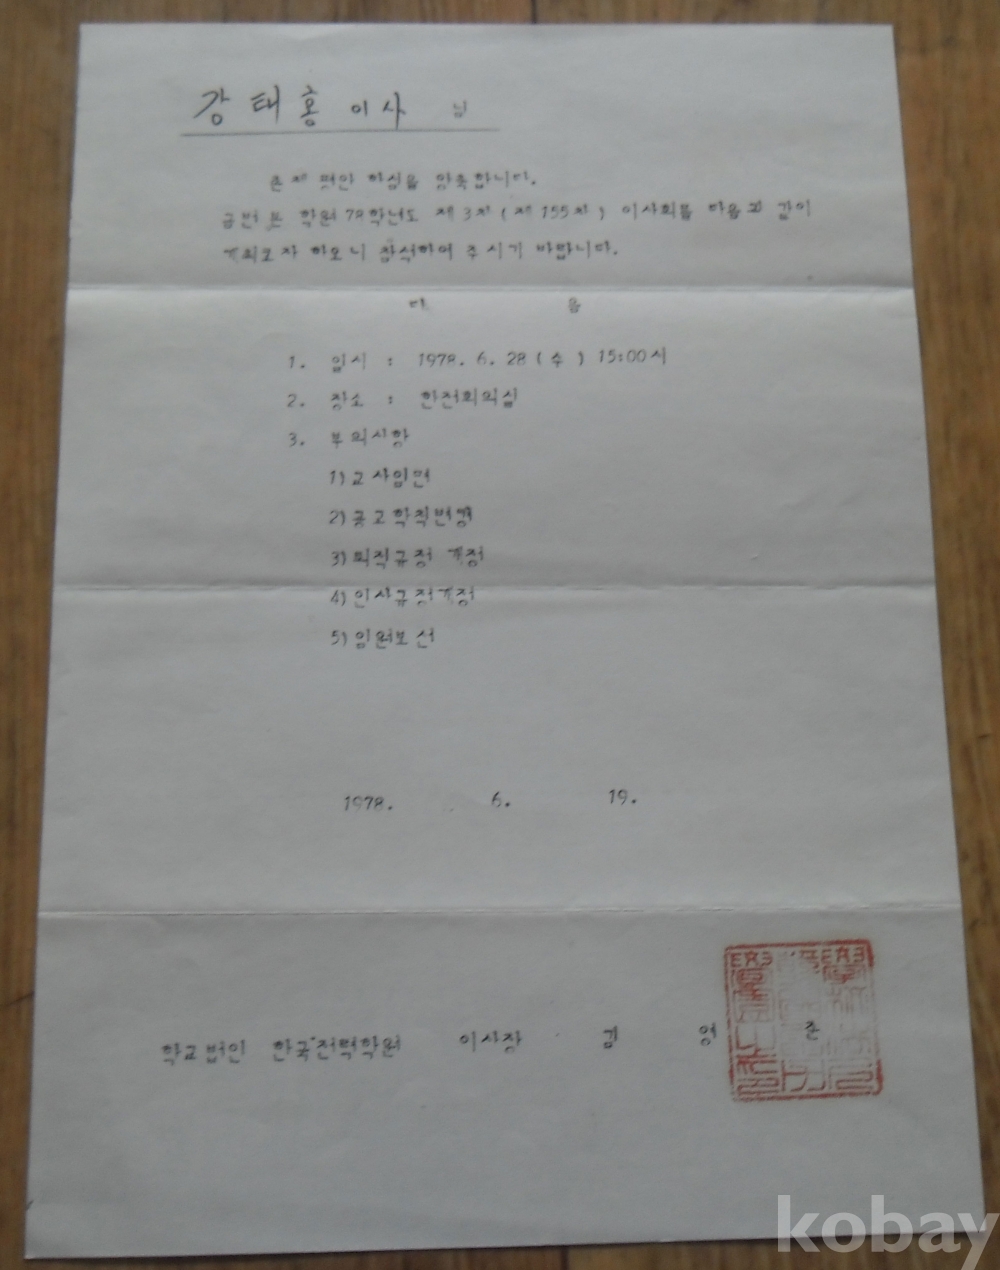 강태홍 이사 님
존체 평안 하심을 앙축합니다.
금번 본 학원 78학년도 제 3차 ( 제 155차 ) 이사회를 다음과 같이
개최코자 하오니 참석하여 주시기 바랍니다.
다 음
1. 일시 : 1978. 6. 28 ( 수 ) 15:00시
2. 장소 : 한전회의실
3. 부의사항
1) 교사임면
2) 공고학칙변경
3) 퇴직규정 개정
4) 인사규정개정
5) 임원보선
1978. 6. 19.
학교법인 한국전력학원 이사장 김 영 준
kobay